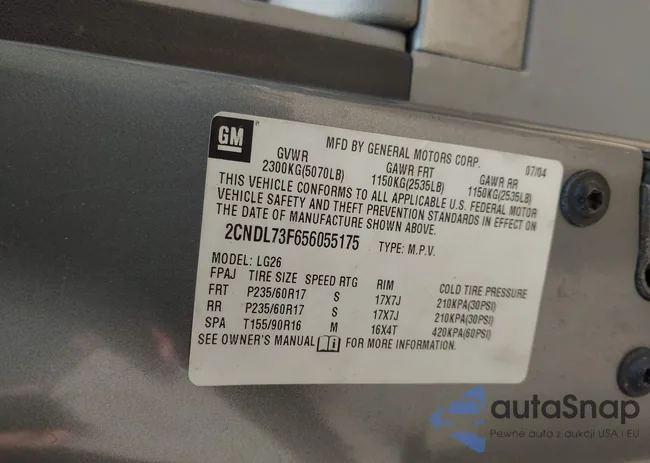 GM
MFD BY GENERAL MOTORS CORP. 07/04
GVWR GAWR FRT GAWR RR
2300KG(5070LB) 1150KG(2535LB) 1150KG(2535LB)
THIS VEHICLE CONFORMS TO ALL APPLICABLE U.S. FEDERAL MOTOR
VEHICLE SAFETY AND THEFT PREVENTION STANDARDS IN EFFECT ON
THE DATE OF MANUFACTURE SHOWN ABOVE.
2CNDL73F656055175 TYPE: M.P.V.
MODEL: LG26
FPAJ TIRE SIZE SPEED RTG RIM COLD TIRE PRESSURE
FRT P235/60R17 S 17X7J 210KPA(30PSI)
RR P235/60R17 S 17X7J 210KPA(30PSI)
SPA T155/90R16 M 16X4T 420KPA(60PSI)
SEE OWNER'S MANUAL i FOR MORE INFORMATION.
autaSnap
Pewne auta z aukcji USA i EU